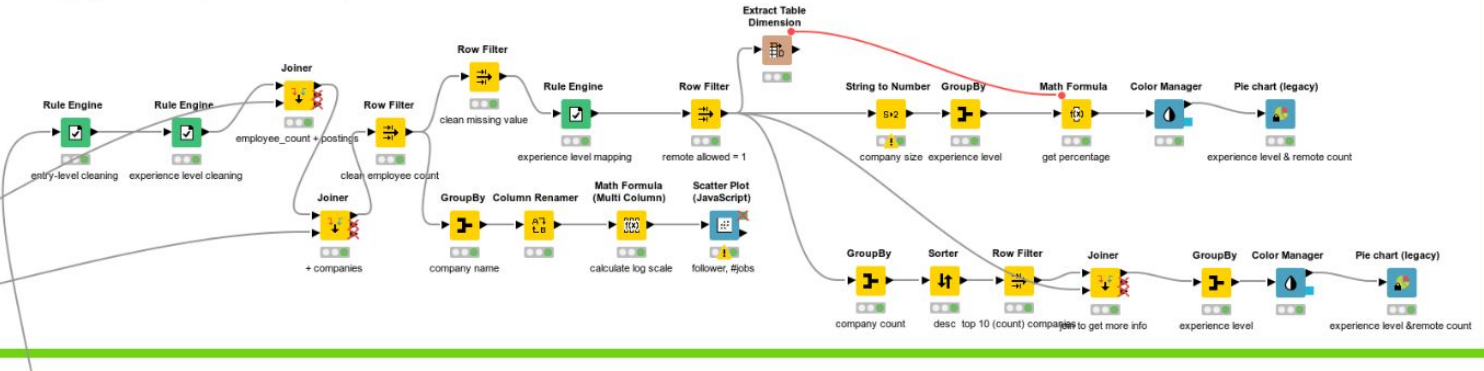 Extract Table
Dimension
Row Filter
Joiner
Rule Engine
Rule Engine
Row Filter
Rule Engine
Row Filter
String to Number
GroupBy
Math Formula
Color Manager
Pie chart (legacy)
S→2
f(x)
clean missing value
employee_count + postings
entry-level cleaning
experience level cleaning
clean employee count
experience level mapping
remote allowed = 1
company size
experience level
get percentage
experience level & remote count
Joiner
GroupBy
Column Renamer
Math Formula
(Multi Column)
Scatter Plot
(JavaScript)
+ companies
company name
calculate log scale
follower, #jobs
GroupBy
Sorter
Row Filter
Joiner
GroupBy
Color Manager
Pie chart (legacy)
company count
desc
top 10 (count) companies
join to get more info
experience level
experience level &remote count